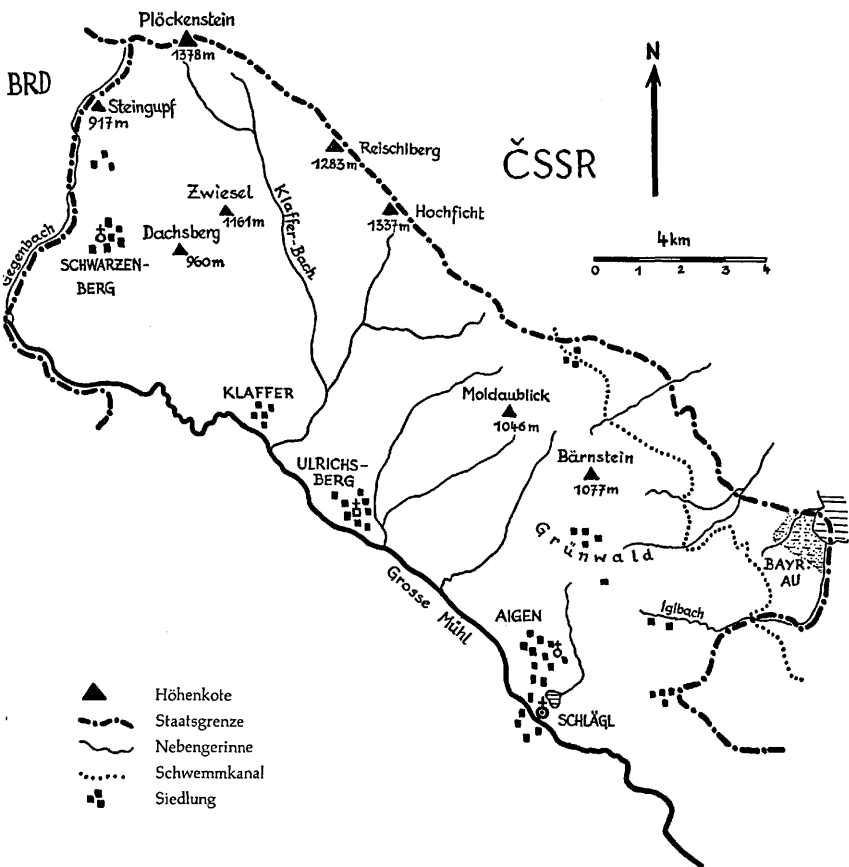 Plöckenstein
1378m
BRD
Steingupf
917m
N
Reischlberg
1283m
ČSSR
Zwiesel
1161m
Klaffer-Bach
Hochficht
1337m
Dachsberg
960m
Gegenbach
SCHWARZEN-
BERG
4km
0 1 2 3 4
KLAFFER
Moldaublick
1046m
ULRICHS-
BERG
Bärnstein
1077m
Grünwald
BAYR.
AU
Grosse Mühl
Iglbach
AIGEN
SCHLÄGL
Höhenkote
Staatsgrenze
Nebengerinne
Schwemmkanal
Siedlung